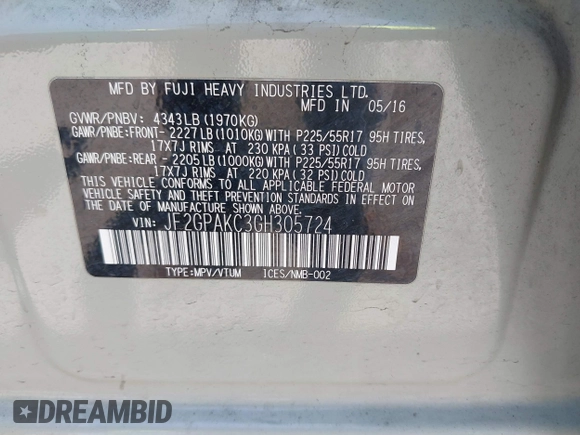 MFD BY FUJI HEAVY INDUSTRIES LTD.
MFD IN 05/16
GVWR/PNBV: 4343LB (1970KG)
GAWR/PNBE: FRONT- 2227LB (1010KG) WITH P225/55R17 95H TIRES,
17X7J RIMS AT 230 KPA (33 PSI) COLD
GAWR/PNBE: REAR - 2205LB (1000KG) WITH P225/55R17 95H TIRES,
17X7J RIMS AT 220 KPA (32 PSI) COLD
THIS VEHICLE CONFORMS TO ALL APPLICABLE FEDERAL MOTOR
VEHICLE SAFETY AND THEFT PREVENTION STANDARDS IN EFFECT ON
THE DATE OF MANUFACTURE SHOWN ABOVE.
VIN: JF2GPAKC3GH305724
TYPE: MPV/VTUM ICES/NMB-002
DREAMBID